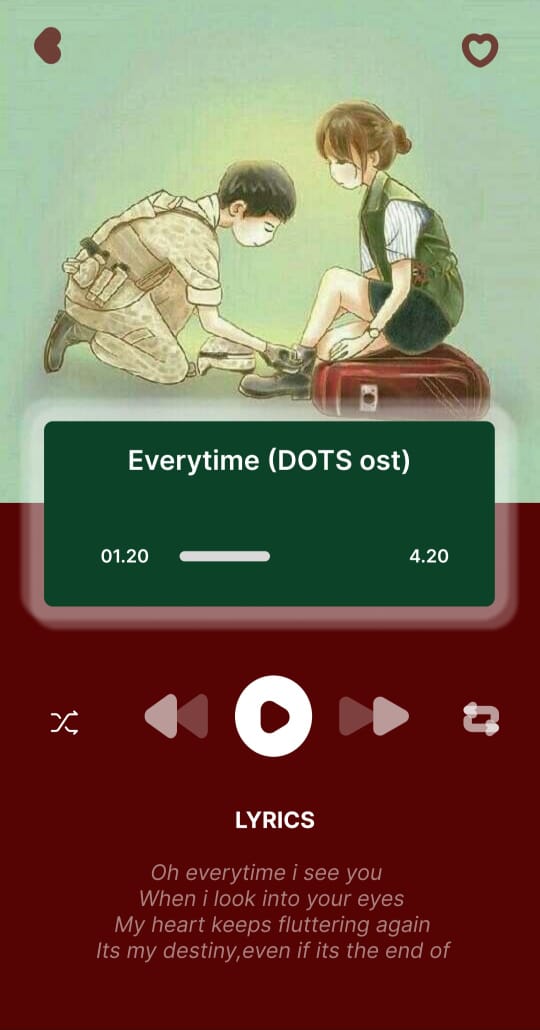 Everytime (DOTS ost)
01.20 4.20
LYRICS
Oh everytime i see you
When i look into your eyes
My heart keeps fluttering again
Its my destiny,even if its the end of